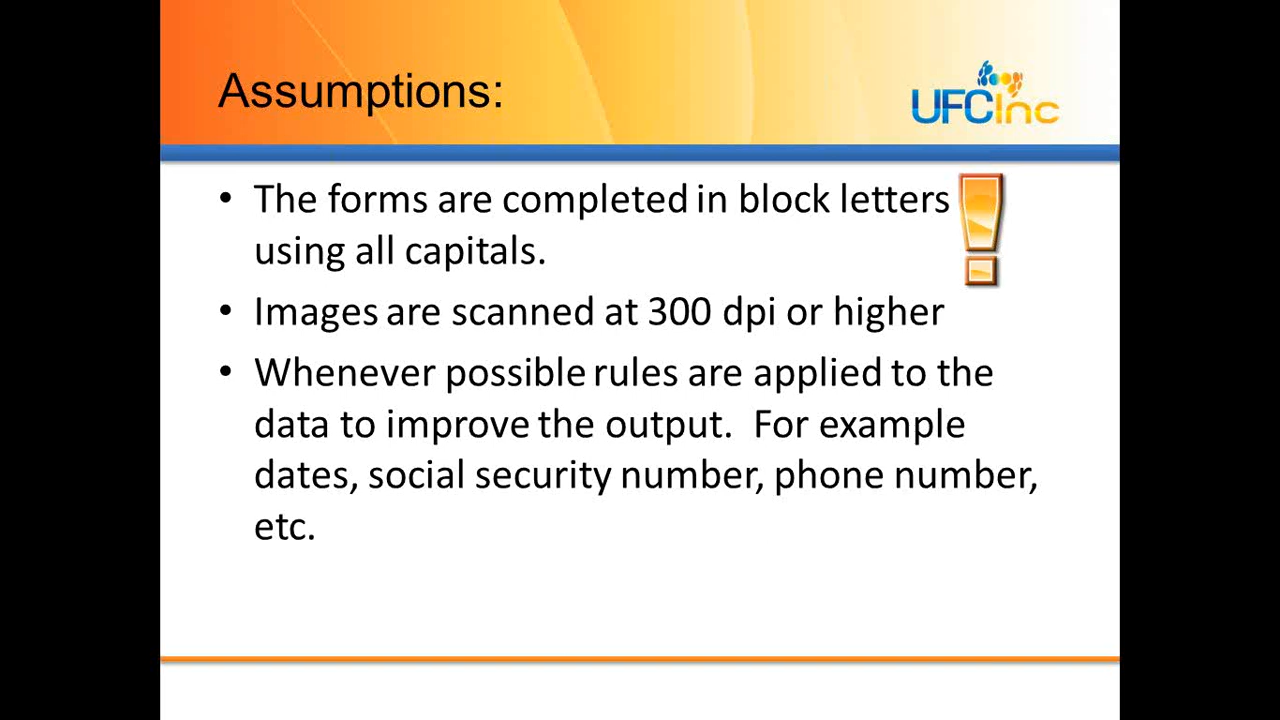 Assumptions:
UFCInc
• The forms are completed in block letters
using all capitals.
• Images are scanned at 300 dpi or higher
• Whenever possible rules are applied to the
data to improve the output.  For example
dates, social security number, phone number,
etc.